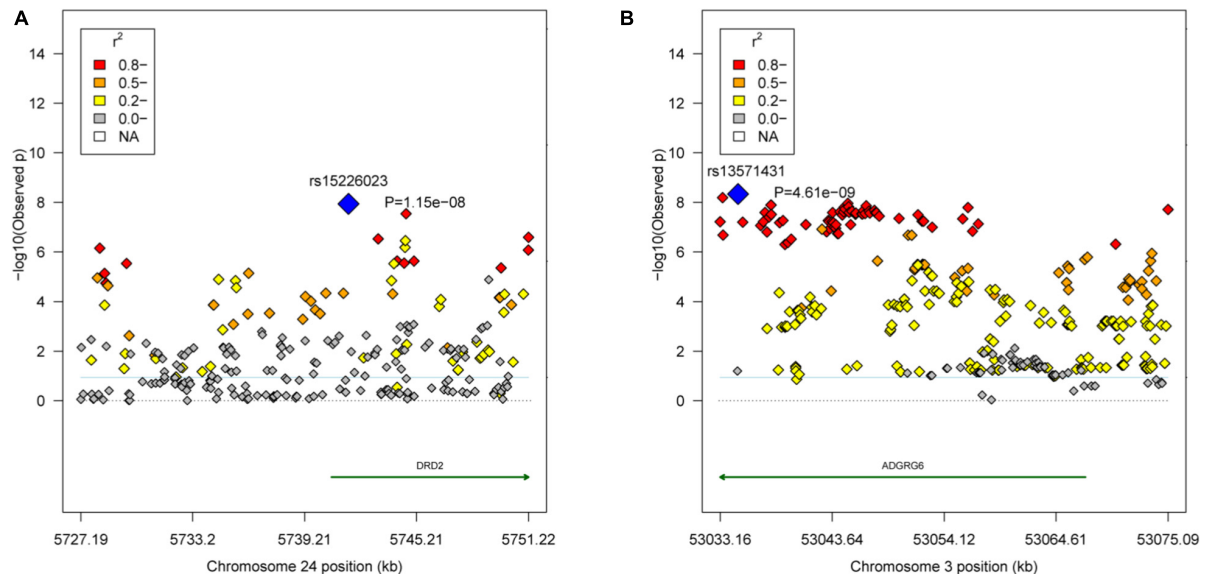 A
−log10(Observed p)
14
12
10
8
6
4
2
0
r2
0.8−
0.5−
0.2−
0.0−
NA
rs15226023
P=1.15e−08
DRD2
5727.19 5733.2 5739.21 5745.21 5751.22
Chromosome 24 position (kb)
B
−log10(Observed p)
14
12
10
8
6
4
2
0
r2
0.8−
0.5−
0.2−
0.0−
NA
rs13571431
P=4.61e−09
ADGRG6
53033.16 53043.64 53054.12 53064.61 53075.09
Chromosome 3 position (kb)